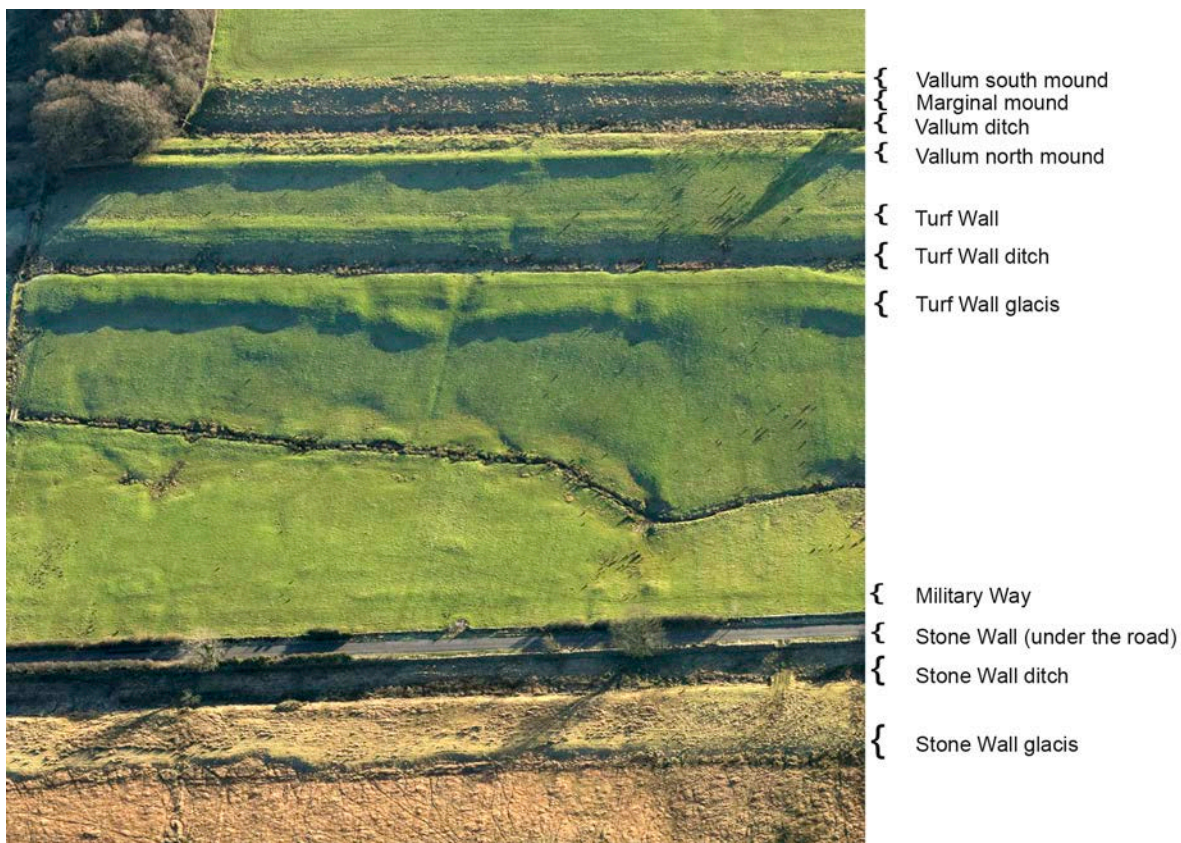 Vallum south mound
Marginal mound
Vallum ditch
Vallum north mound
Turf Wall
Turf Wall ditch
Turf Wall glacis
Military Way
Stone Wall (under the road)
Stone Wall ditch
Stone Wall glacis